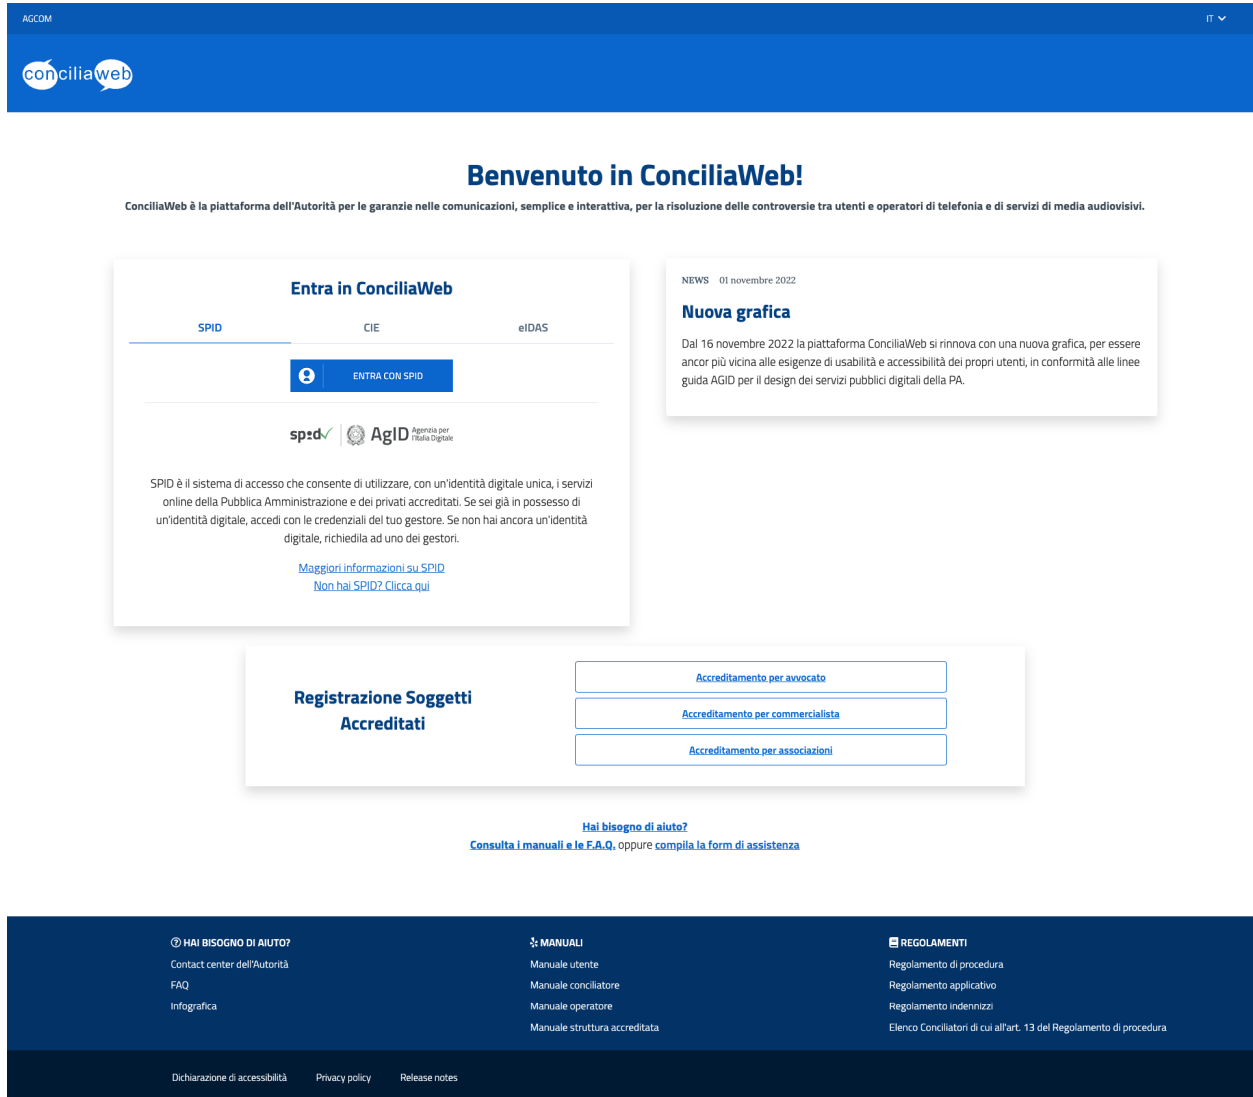 AGCOM
IT
conciliaweb
Benvenuto in ConciliaWeb!
ConciliaWeb è la piattaforma dell'Autorità per le garanzie nelle comunicazioni, semplice e interattiva, per la risoluzione delle controversie tra utenti e operatori di telefonia e di servizi di media audiovisivi.
Entra in ConciliaWeb
SPID CIE eIDAS
ENTRA CON SPID
spid AgID Agenzia per
l'Italia Digitale
SPID è il sistema di accesso che consente di utilizzare, con un'identità digitale unica, i servizi
online della Pubblica Amministrazione e dei privati accreditati. Se sei già in possesso di
un'identità digitale, accedi con le credenziali del tuo gestore. Se non hai ancora un'identità
digitale, richiedila ad uno dei gestori.
Maggiori informazioni su SPID
Non hai SPID? Clicca qui
NEWS 01 novembre 2022
Nuova grafica
Dal 16 novembre 2022 la piattaforma ConciliaWeb si rinnova con una nuova grafica, per essere
ancor più vicina alle esigenze di usabilità e accessibilità dei propri utenti, in conformità alle linee
guida AGID per il design dei servizi pubblici digitali della PA.
Registrazione Soggetti
Accreditati
Accreditamento per avvocato
Accreditamento per commercialista
Accreditamento per associazioni
Hai bisogno di aiuto?
Consulta i manuali e le F.A.Q. oppure compila la form di assistenza
HAI BISOGNO DI AIUTO?
Contact center dell'Autorità
FAQ
Infografica
MANUALI
Manuale utente
Manuale conciliatore
Manuale operatore
Manuale struttura accreditata
REGOLAMENTI
Regolamento di procedura
Regolamento applicativo
Regolamento indennizzi
Elenco Conciliatori di cui all'art. 13 del Regolamento di procedura
Dichiarazione di accessibilità Privacy policy Release notes